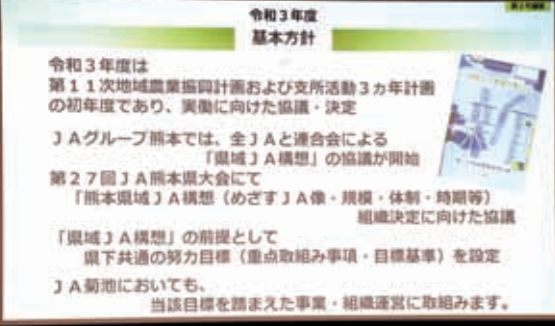 令和3年度
基本方針
令和3年度は
第11次地域農業振興計画および支所活動3ヵ年計画
の初年度であり、実働に向けた協議・決定
JAグループ熊本では、全JAと連合会による
「県域JA構想」の協議が開始
第27回JA熊本県大会にて
「熊本県域JA構想（めざすJA像・規模・体制・時期等）
組織決定に向けた協議
「県域JA構想」の前提として
県下共通の努力目標（重点取組み事項・目標基準）を設定
JA菊池においても、
当該目標を踏まえた事業・組織運営に取組みます。